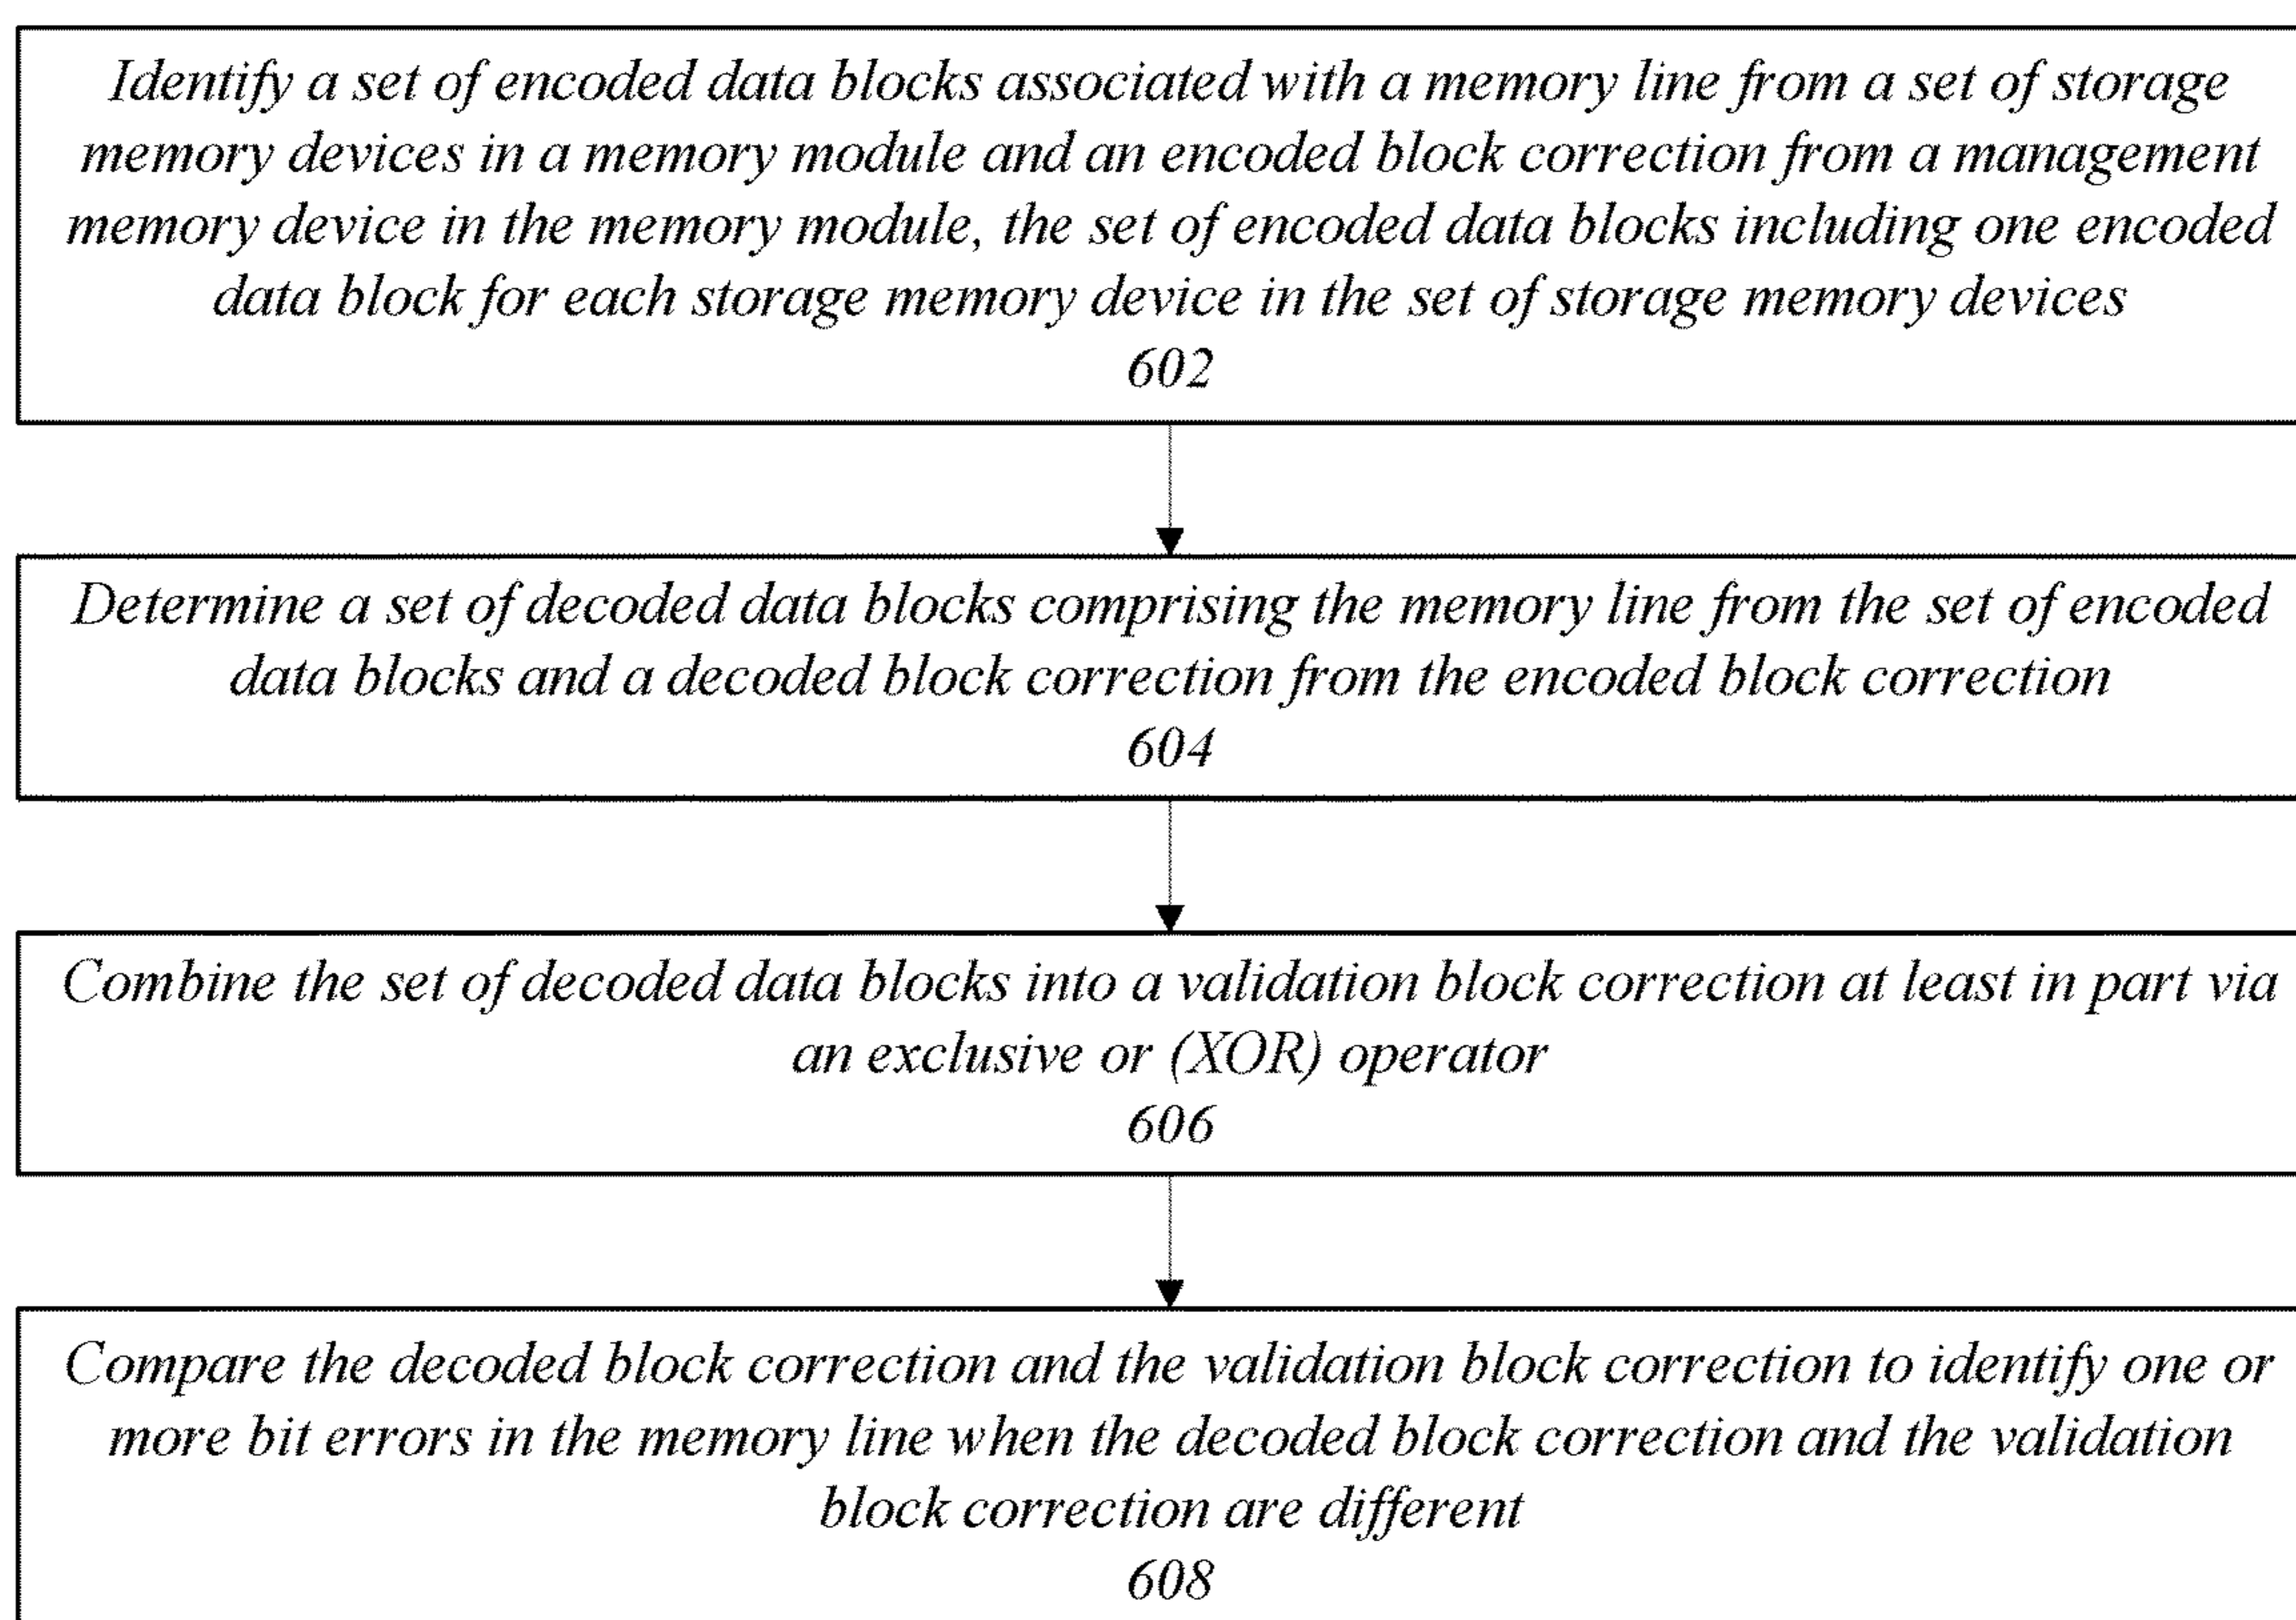 Identify a set of encoded data blocks associated with a memory line from a set of storage
memory devices in a memory module and an encoded block correction from a management
memory device in the memory module, the set of encoded data blocks including one encoded
data block for each storage memory device in the set of storage memory devices
602
Determine a set of decoded data blocks comprising the memory line from the set of encoded
data blocks and a decoded block correction from the encoded block correction
604
Combine the set of decoded data blocks into a validation block correction at least in part via
an exclusive or (XOR) operator
606
Compare the decoded block correction and the validation block correction to identify one or
more bit errors in the memory line when the decoded block correction and the validation
block correction are different
608